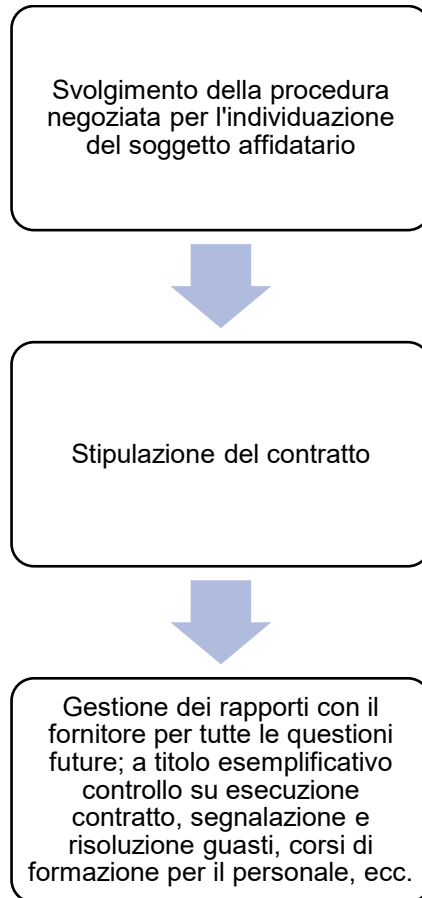 Svolgimento della procedura
negoziata per l'individuazione
del soggetto affidatario
Stipulazione del contratto
Gestione dei rapporti con il
fornitore per tutte le questioni
future; a titolo esemplificativo
controllo su esecuzione
contratto, segnalazione e
risoluzione guasti, corsi di
formazione per il personale, ecc.